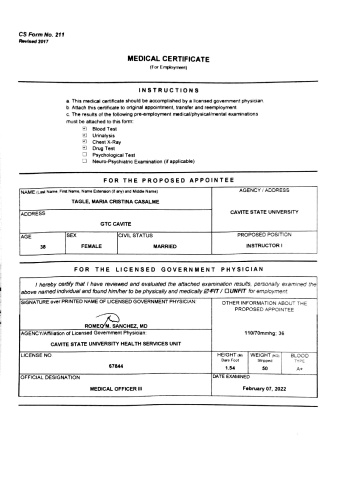 CS Form No. 211
Revised 2017
MEDICAL CERTIFICATE
(For Employment)
INSTRUCTIONS
a. This medical certificate should be accomplished by a licensed government physician.
b. Attach this certificate to original appointment, transfer and reemployment.
c. The results of the following pre-employment medical/physical/mental examinations
must be attached to this form:
Blood Test
Urinalysis
Chest X-Ray
Drug Test
Psychological Test
Neuro-Psychiatric Examination (if applicable)
FOR THE PROPOSED APPOINTEE
NAME (Last Name, First Name, Name Extension (if any) and Middle Name)
AGENCY / ADDRESS
TAGLE, MARIA CRISTINA CASALME
ADDRESS
CAVITE STATE UNIVERSITY
GTC CAVITE
AGE
SEX
CIVIL STATUS
PROPOSED POSITION
38
FEMALE
MARRIED
INSTRUCTOR I
FOR THE LICENSED GOVERNMENT PHYSICIAN
I hereby certify that I have reviewed and evaluated the attached examination results, personally examined the
above named individual and found him/her to be physically and medically ☑FIT / ☐UNFIT for employment.
SIGNATURE over PRINTED NAME OF LICENSED GOVERNMENT PHYSICIAN:
OTHER INFORMATION ABOUT THE
PROPOSED APPOINTEE
ROMEO M. SANCHEZ, MD
AGENCY/Affiliation of Licensed Government Physician:
110/70mmhg; 36
CAVITE STATE UNIVERSITY HEALTH SERVICES UNIT
LICENSE NO.
HEIGHT (M)
Bare Foot
WEIGHT (KG)
Stripped
BLOOD
TYPE
67844
1.54
50
A+
OFFICIAL DESIGNATION
DATE EXAMINED
MEDICAL OFFICER III
February 07, 2022